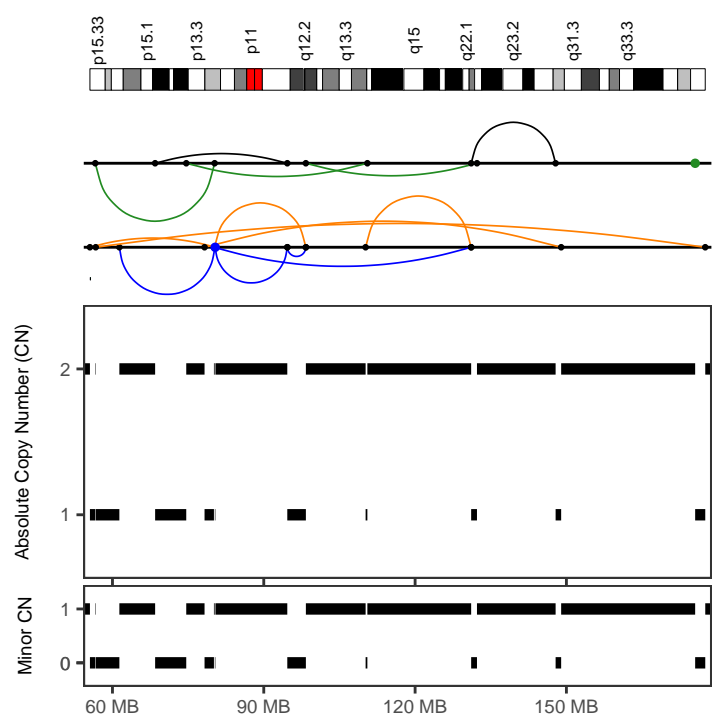 p15.33
p15.1
p13.3
p11
q12.2
q13.3
q15
q22.1
q23.2
q31.3
q33.3
Absolute Copy Number (CN)
2
1
Minor CN
1
0
60 MB
90 MB
120 MB
150 MB